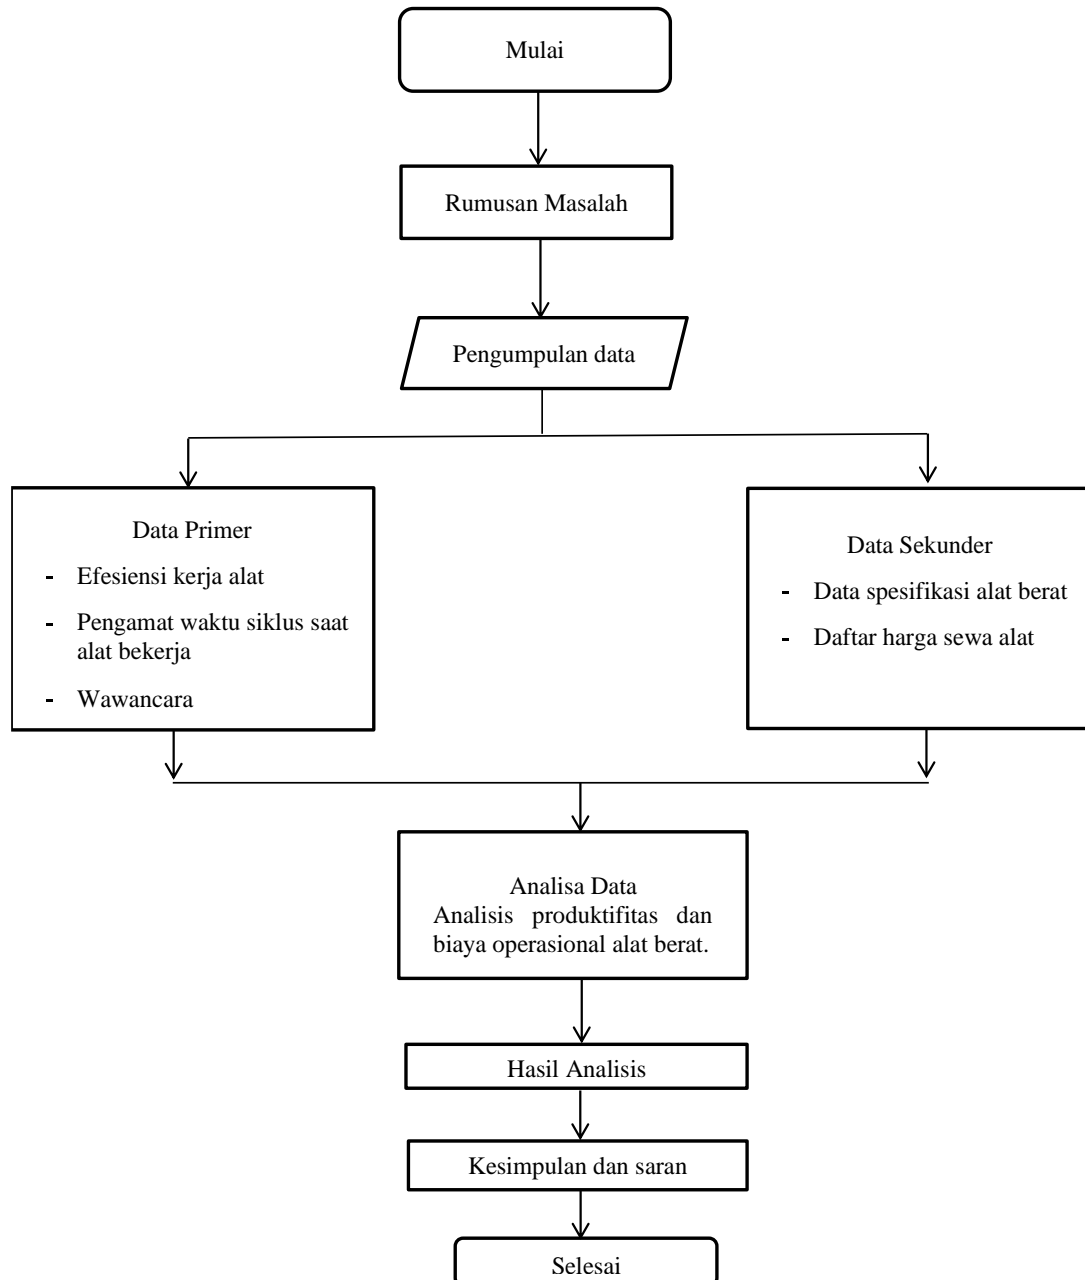 Mulai
Rumusan Masalah
Pengumpulan data
Data Primer
- Efesiensi kerja alat
- Pengamat waktu siklus saat
alat bekerja
- Wawancara
Data Sekunder
- Data spesifikasi alat berat
- Daftar harga sewa alat
Analisa Data
Analisis produktifitas dan
biaya operasional alat berat.
Hasil Analisis
Kesimpulan dan saran
Selesai